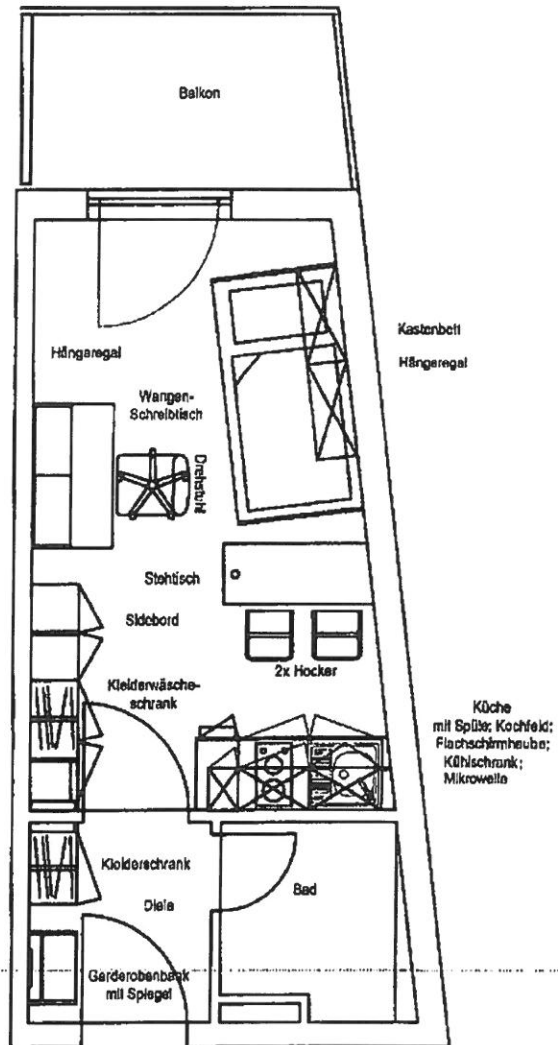 Balkon
Kastenbett
Hängeregal
Hängeregal
Wangen-
Schreibtisch
Drehstuhl
Stehtisch
Sidebord
2x Hocker
Kleiderwäsche-
schrank
Küche
mit Spüle; Kochfeld;
Flachschirmhaube;
Kühlschrank;
Mikrowelle
Kleiderschrank
Diele
Bad
Garderobenbank
mit Spiegel